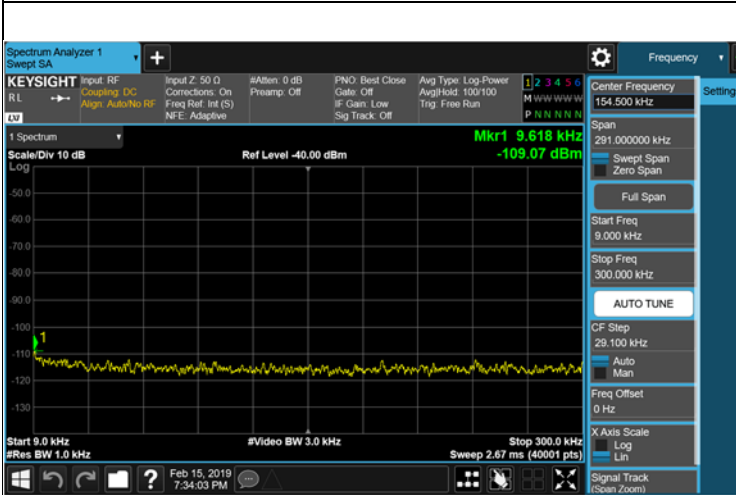 Spectrum Analyzer 1
Swept SA
Frequency
KEYSIGHT
Input: RF
Coupling: DC
Align: Auto/No RF
Input Z: 50 Ω
Corrections: On
Freq Ref: Int (S)
NFE: Adaptive
#Atten: 0 dB
Preamp: Off
PNO: Best Close
Gate: Off
IF Gain: Low
Sig Track: Off
Avg Type: Log-Power
Avg|Hold: 100/100
Trig: Free Run
1 2 3 4 5 6
M W W W W W
P N N N N N
R L
LXI
1 Spectrum
Mkr1 9.618 kHz
-109.07 dBm
Scale/Div 10 dB
Ref Level -40.00 dBm
Log
-50.0
-60.0
-70.0
-80.0
-90.0
-100
1
-110
-120
-130
Start 9.0 kHz
#Video BW 3.0 kHz
Stop 300.0 kHz
#Res BW 1.0 kHz
Sweep 2.67 ms (40001 pts)
?
Feb 15, 2019
7:34:03 PM
Center Frequency
154.500 kHz
Settings
Span
291.000000 kHz
Swept Span
Zero Span
Full Span
Start Freq
9.000 kHz
Stop Freq
300.000 kHz
AUTO TUNE
CF Step
29.100 kHz
Auto
Man
Freq Offset
0 Hz
X Axis Scale
Log
Lin
Signal Track
(Span Zoom)